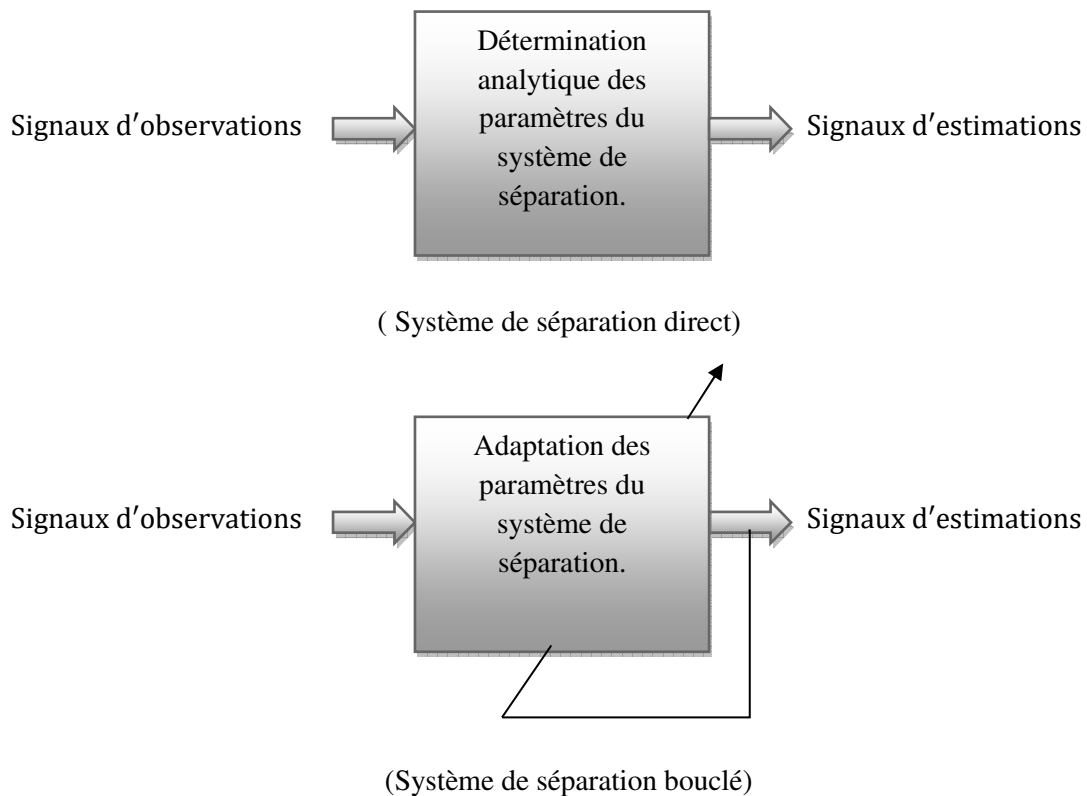 Détermination
analytique des
Signaux d'observations
paramètres du
Signaux d'estimations
système de
séparation.
( Système de séparation direct)
Adaptation des
paramètres du
Signaux d'observations
système de
Signaux d'estimations
séparation.
(Système de séparation bouclé)